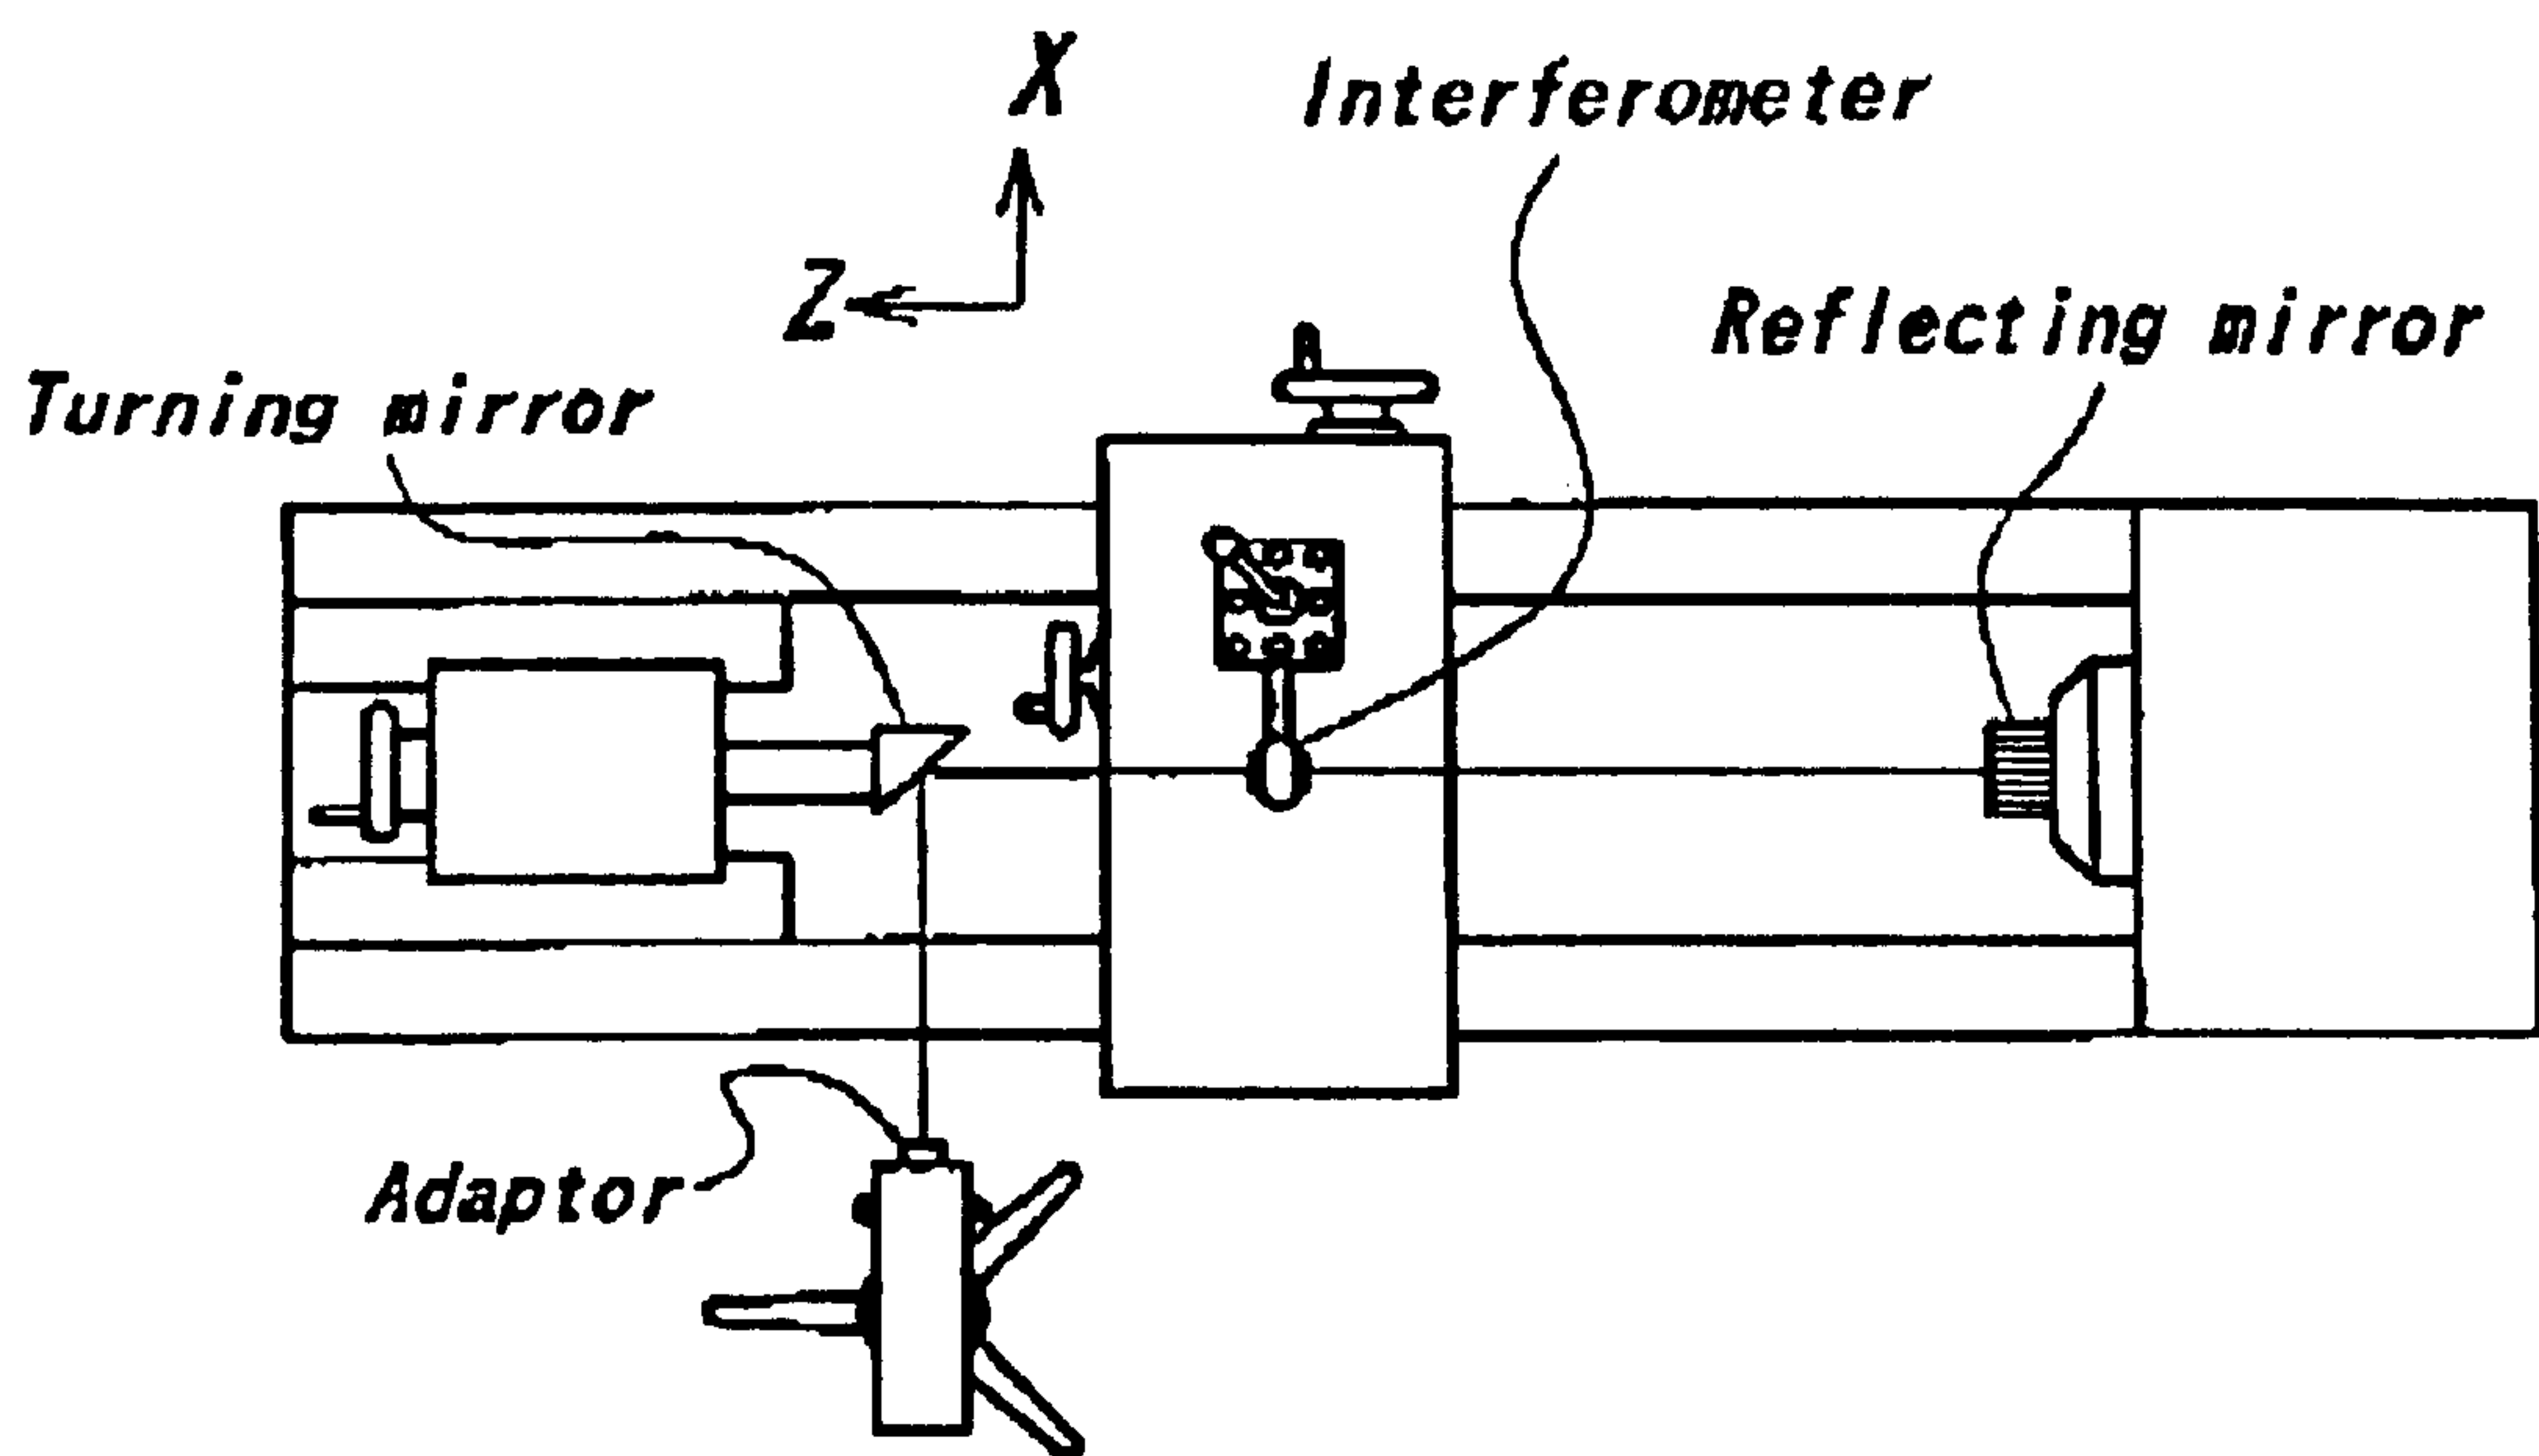 X
Interferometer
Z
Reflecting mirror
Turning mirror
Adaptor